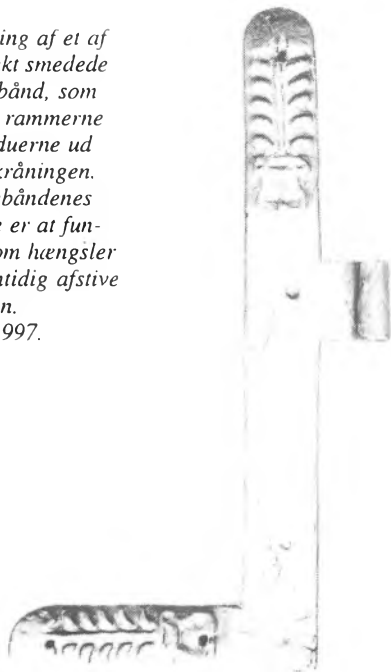 ing af et af
kt smedede
bånd, som
rammerne
duerne ud
kråningen.
båndenes
e er at fun-
om hængsler
ntidig afstive
n.
997.